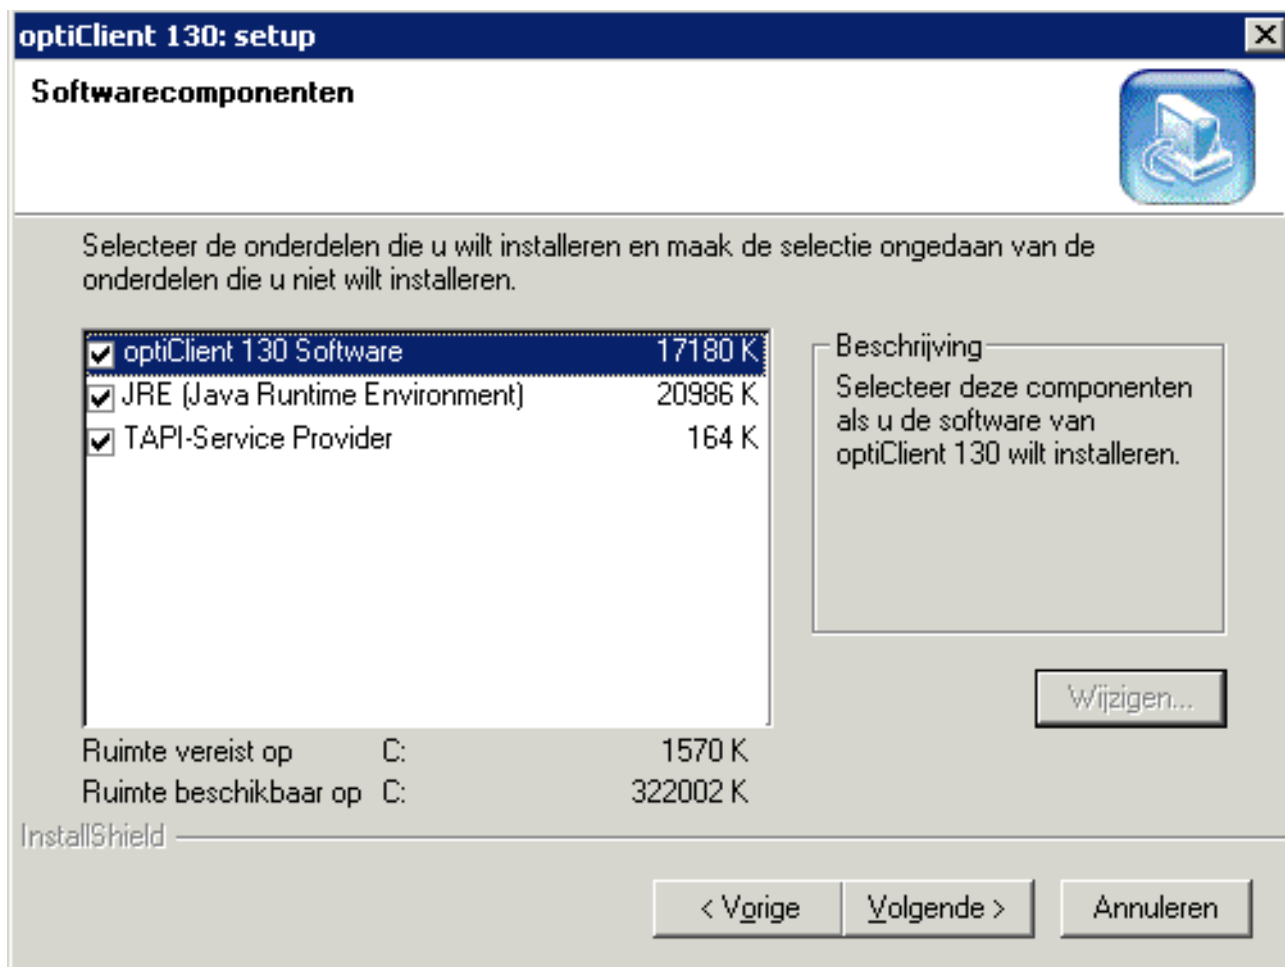 optiClient 130: setup
Softwarecomponenten
Selecteer de onderdelen die u wilt installeren en maak de selectie ongedaan van de
onderdelen die u niet wilt installeren.
optiClient 130 Software 17180 K
JRE (Java Runtime Environment) 20986 K
TAPI-Service Provider 164 K
Beschrijving
Selecteer deze componenten
als u de software van
optiClient 130 wilt installeren.
Wijzigen...
Ruimte vereist op C: 1570 K
Ruimte beschikbaar op C: 322002 K
InstallShield
< Vorige Volgende > Annuleren